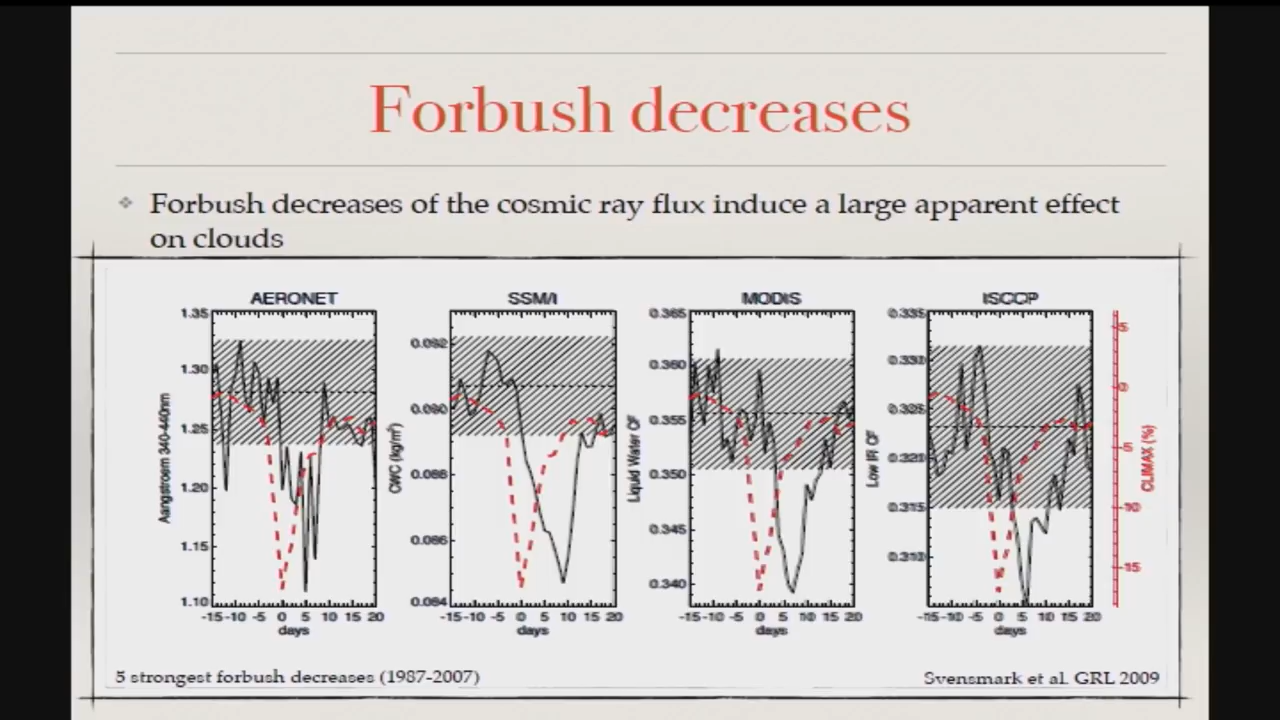 Forbush decreases
Forbush decreases of the cosmic ray flux induce a large apparent effect
on clouds
AERONET
SSM/I
MODIS
ISCCP
1.35
1.30
1.25
1.20
1.15
1.10
Aangstroem 340-440nm
-15 -10 -5 0 5 10 15 20
days
0.092
0.090
0.088
0.086
0.084
CWC (kg/m²)
-15 -10 -5 0 5 10 15 20
days
0.365
0.360
0.355
0.350
0.345
0.340
Liquid Water CF
-15 -10 -5 0 5 10 15 20
days
0.335
0.330
0.325
0.320
0.315
0.310
Low IR CF
-15 -10 -5 0 5 10 15 20
days
5
0
-5
-10
-15
CLIMAX (%)
5 strongest forbush decreases (1987-2007)
Svensmark et al. GRL 2009